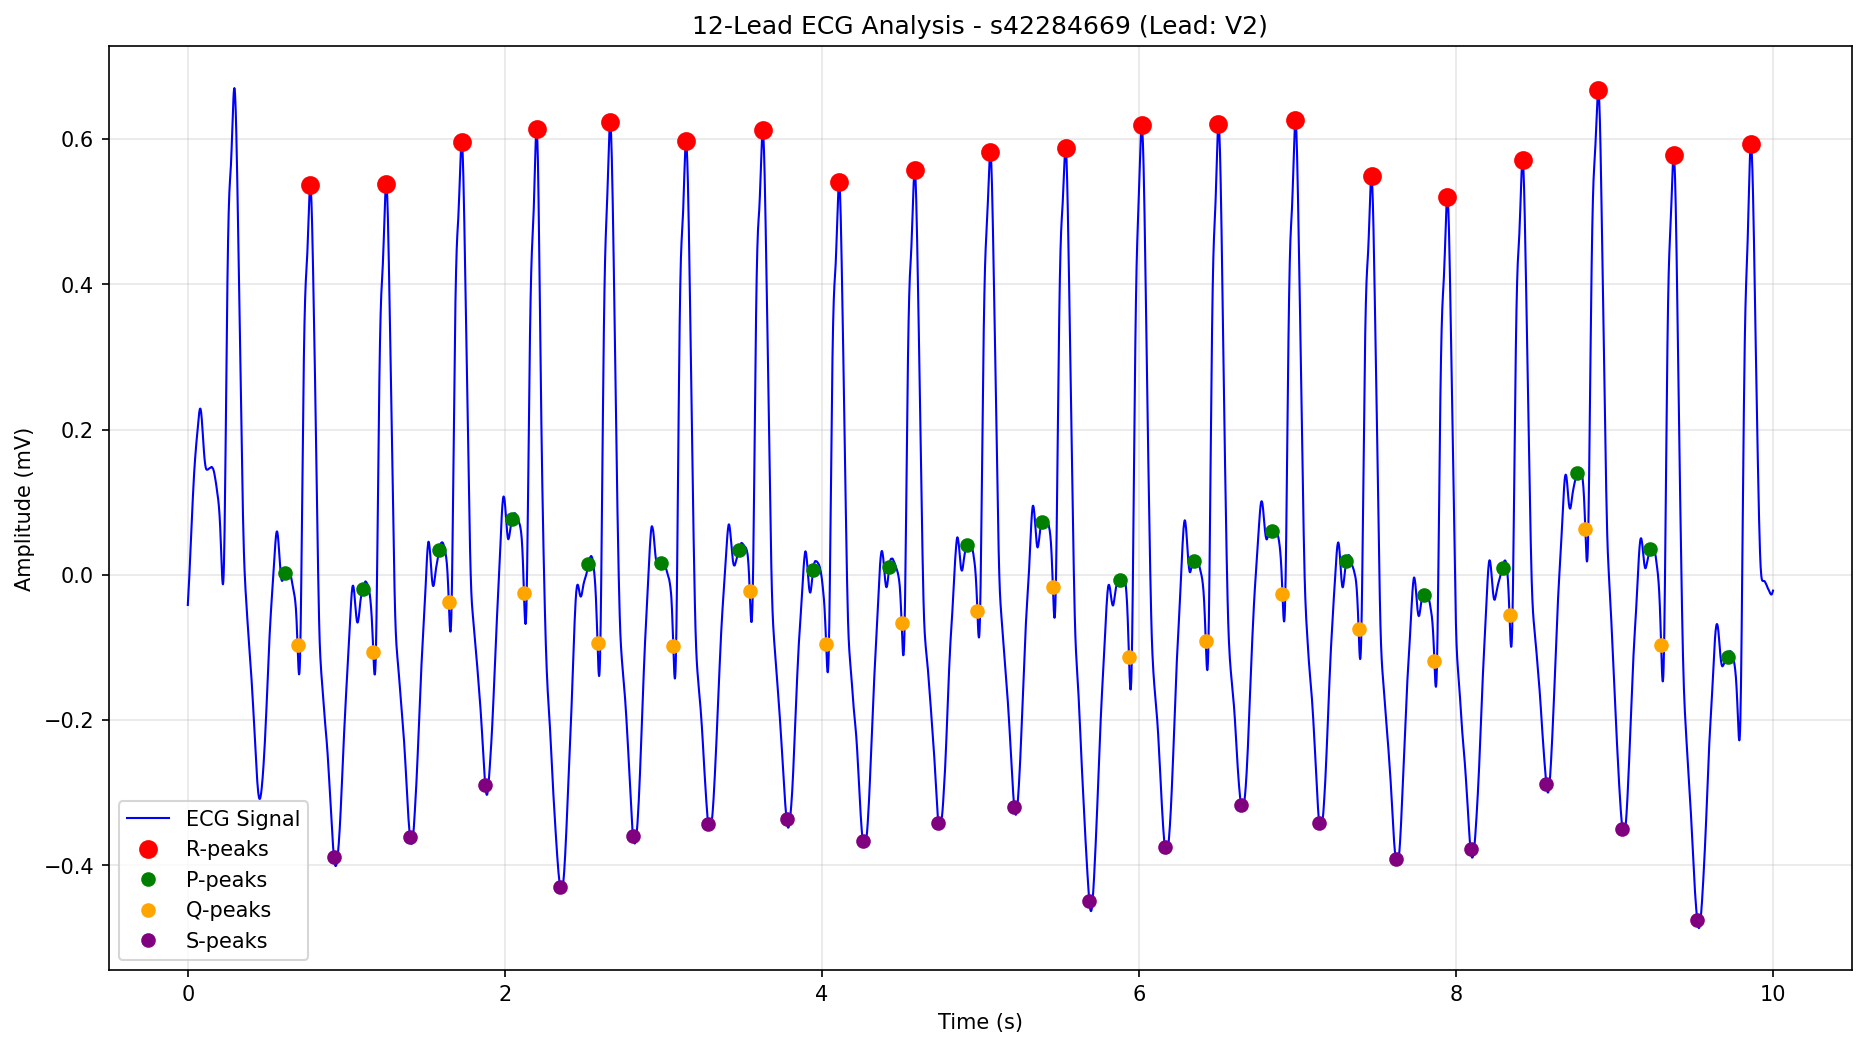 12-Lead ECG Analysis - s42284669 (Lead: V2)
Amplitude (mV)
0.6
0.4
0.2
0.0
−0.2
−0.4
ECG Signal
R-peaks
P-peaks
Q-peaks
S-peaks
0 2 4 6 8 10
Time (s)